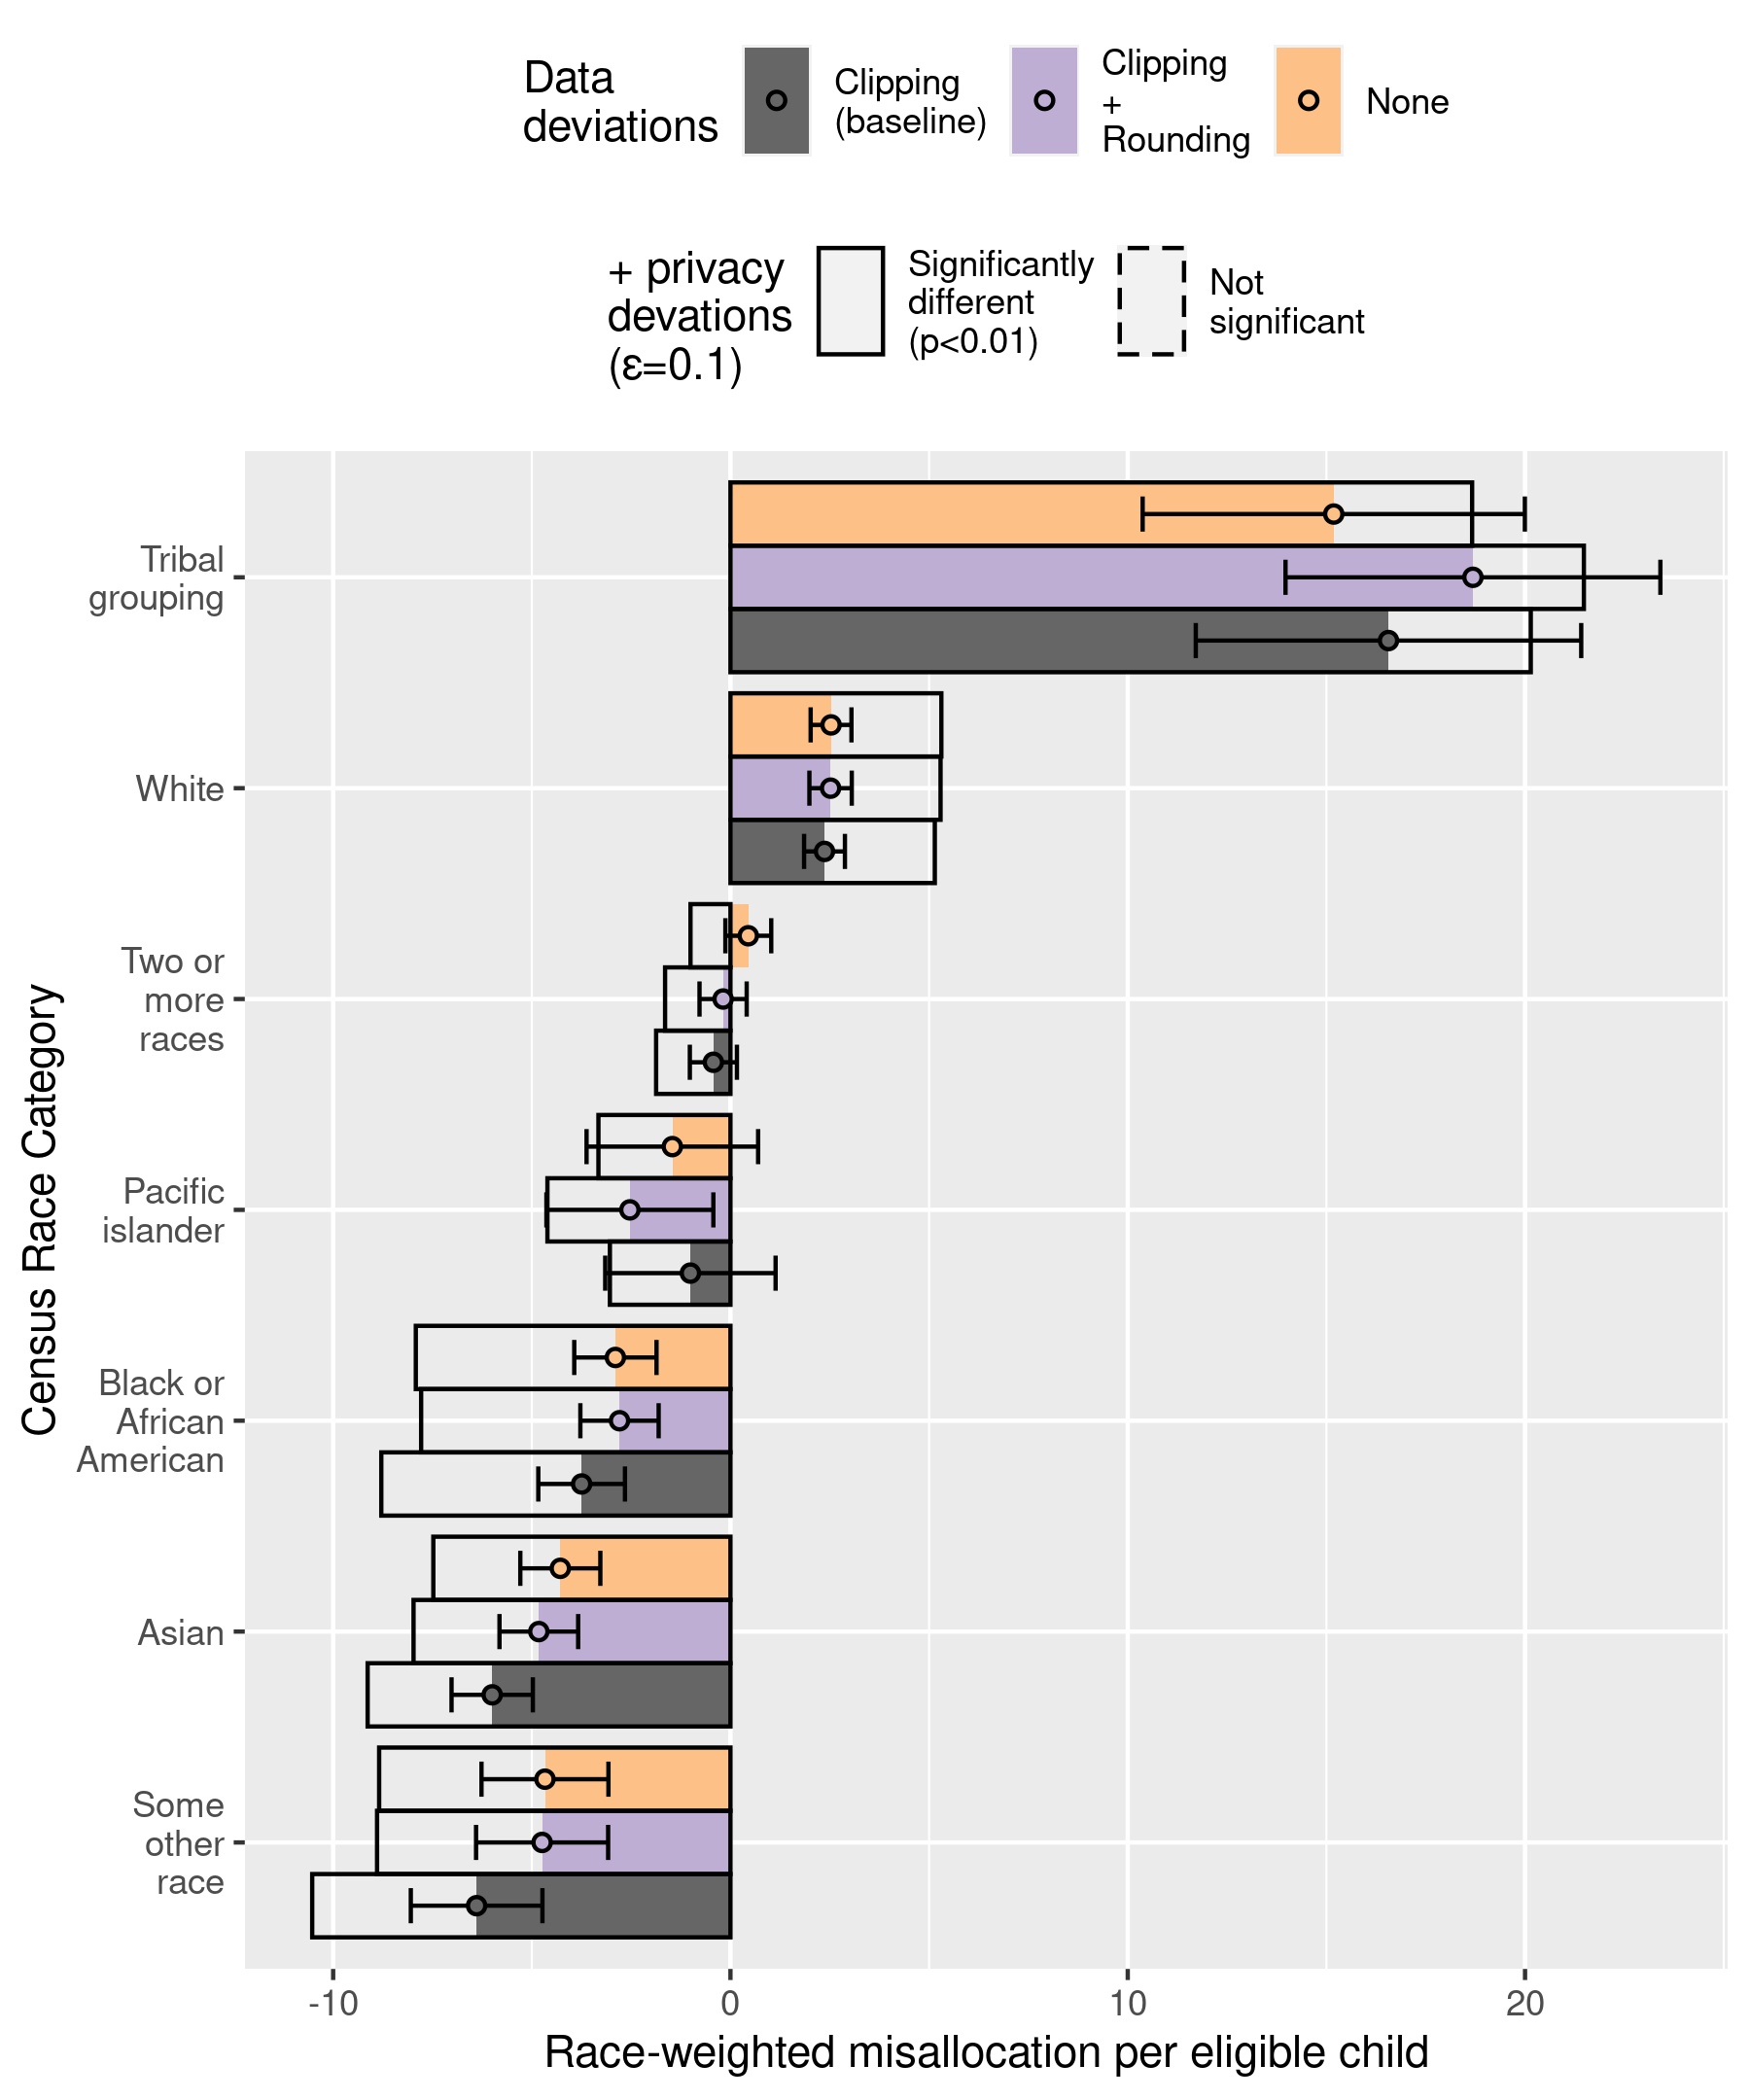 Data
deviations
Clipping
(baseline)
Clipping
+
Rounding
None
+ privacy
devations
(ε=0.1)
Significantly
different
(p<0.01)
Not
significant
Census Race Category
Tribal
grouping
White
Two or
more
races
Pacific
islander
Black or
African
American
Asian
Some
other
race
-10
0
10
20
Race-weighted misallocation per eligible child